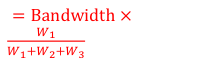 = Bandwidth ×
W₁
W₁+W₂+W₃